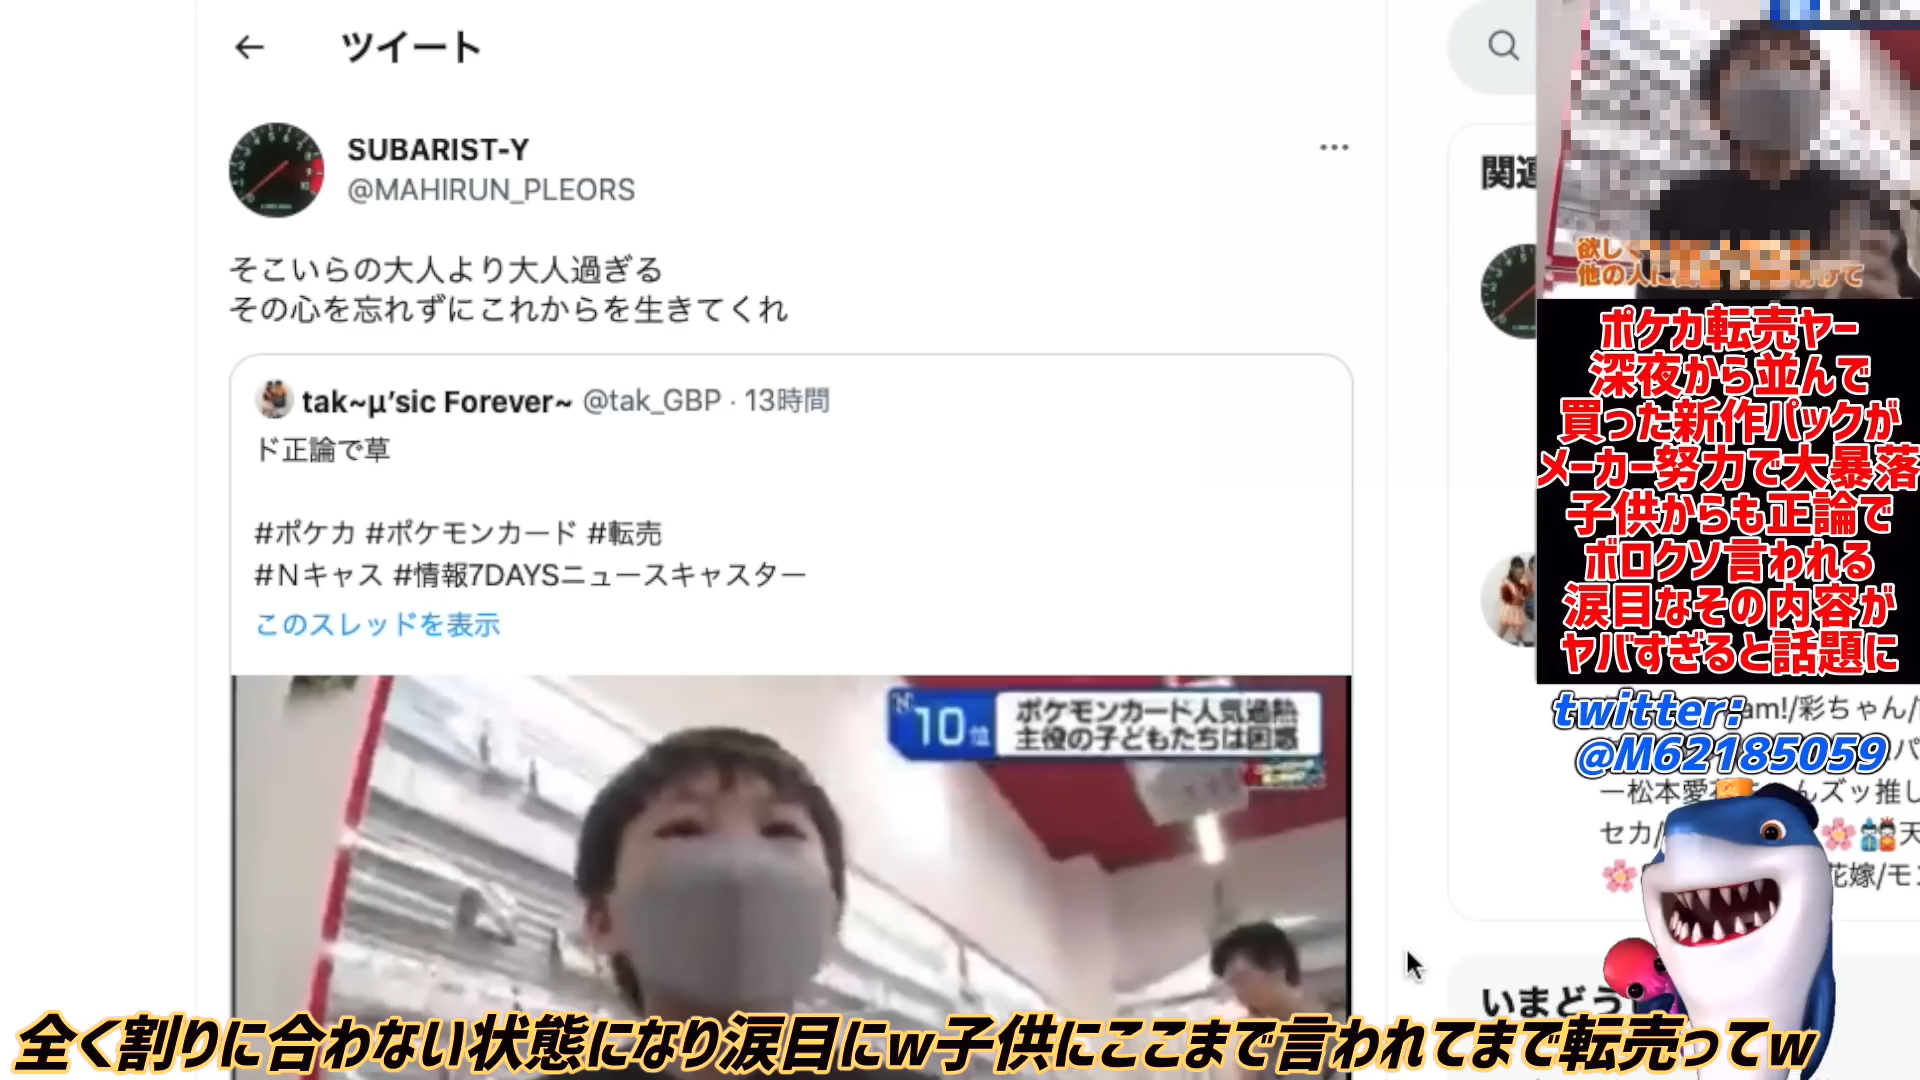 ツイート
SUBARIST-Y
@MAHIRUN_PLEORS
そこいらの大人より大人過ぎる
その心を忘れずにこれからを生きてくれ
tak~μ'sic Forever~ @tak_GBP · 13時間
ド正論で草
#ポケカ #ポケモンカード #転売
#Nキャス #情報7DAYSニュースキャスター
このスレッドを表示
N 10位
ポケモンカード人気過熱
主役の子どもたちは困惑
関連
欲し
他の人に
けて
ポケカ転売ヤー
深夜から並んで
買った新作パックが
メーカー努力で大暴落
子供からも正論で
ボロクソ言われる
涙目なその内容が
ヤバすぎると話題に
twitter:
@M62185059
am!/彩ちゃん/
パ
ー松本愛
んズッ推し
セカ/
天
花嫁/モ
いまどう
全く割りに合わない状態になり涙目にw子供にここまで言われてまで転売ってw